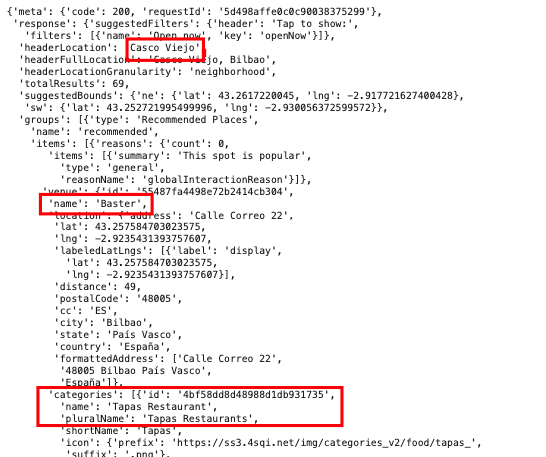 {'meta': {'code': 200, 'requestId': '5d498affe0c0c90038375299'},
'response': {'suggestedFilters': {'header': 'Tap to show:',
'filters': [{'name': 'Open now', 'key': 'openNow'}]},
'headerLocation': 'Casco Viejo',
'headerFullLocation': 'Casco Viejo, Bilbao',
'headerLocationGranularity': 'neighborhood',
'totalResults': 69,
'suggestedBounds': {'ne': {'lat': 43.2617220045, 'lng': -2.917721627400428},
'sw': {'lat': 43.252721995499996, 'lng': -2.930056372599572}},
'groups': [{'type': 'Recommended Places',
'name': 'recommended',
'items': [{'reasons': {'count': 0,
'items': [{'summary': 'This spot is popular',
'type': 'general',
'reasonName': 'globalInteractionReason'}]},
'venue': {'id': '55487fa4498e72b2414cb304',
'name': 'Baster',
'location': {'address': 'Calle Correo 22',
'lat': 43.257584703023575,
'lng': -2.9235431393757607,
'labeledLatLngs': [{'label': 'display',
'lat': 43.257584703023575,
'lng': -2.9235431393757607}],
'distance': 49,
'postalCode': '48005',
'cc': 'ES',
'city': 'Bilbao',
'state': 'País Vasco',
'country': 'España',
'formattedAddress': ['Calle Correo 22',
'48005 Bilbao País Vasco',
'España']},
'categories': [{'id': '4bf58dd8d48988d1db931735',
'name': 'Tapas Restaurant',
'pluralName': 'Tapas Restaurants',
'shortName': 'Tapas',
'icon': {'prefix': 'https://ss3.4sqi.net/img/categories_v2/food/tapas_',
'suffix': '.png'},